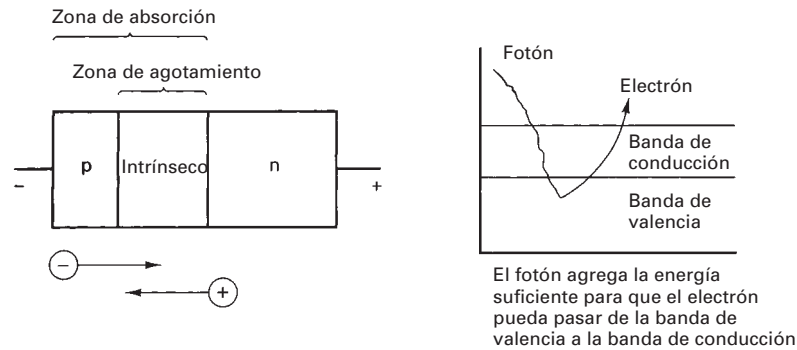 Zona de absorción
Zona de agotamiento
p
Intrínseco
n
-
+
−
+
Fotón
Electrón
Banda de
conducción
Banda de
valencia
El fotón agrega la energía
suficiente para que el electrón
pueda pasar de la banda de
valencia a la banda de conducción